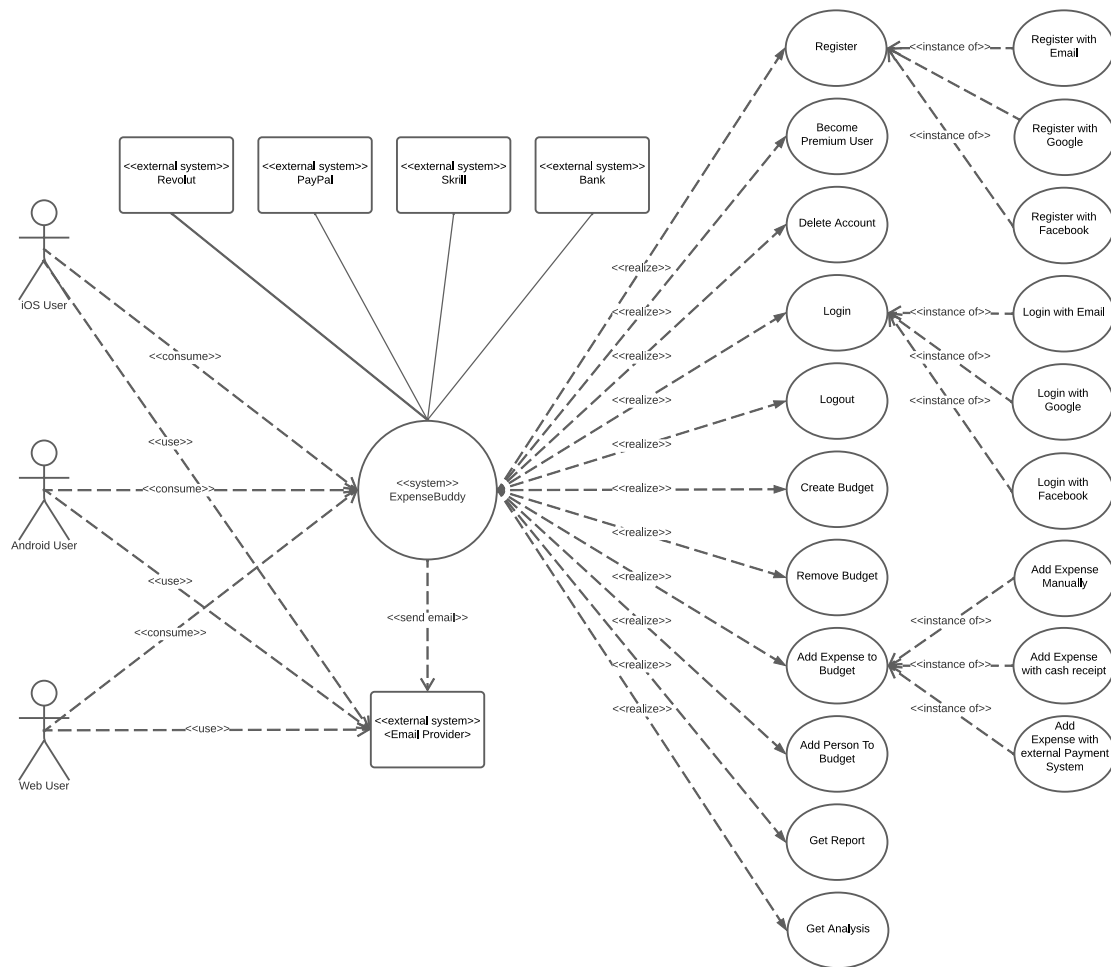 Register
<<instance of>>
Register with
Email
Become
Premium User
<<instance of>>
Register with
Google
<<external system>>
Revolut
<<external system>>
PayPal
<<external system>>
Skrill
<<external system>>
Bank
Delete Account
Register with
Facebook
iOS User
<<realize>>
<<realize>>
Login
<<instance of>>
Login with Email
<<consume>>
<<realize>>
<<instance of>>
<<realize>>
<<instance of>>
Logout
Login with
Google
<<use>>
<<realize>>
<<system>>
ExpenseBuddy
<<consume>>
<<realize>>
Create Budget
Login with
Facebook
Android User
<<realize>>
<<use>>
<<realize>>
Remove Budget
Add Expense
Manually
<<send email>>
<<realize>>
<<instance of>>
<<consume>>
Add Expense to
Budget
<<instance of>>
Add Expense
with cash receipt
<<realize>>
<<instance of>>
<<realize>>
<<use>>
<<external system>>
<Email Provider>
Add Person To
Budget
Add
Expense with
external Payment
System
Web User
Get Report
Get Analysis